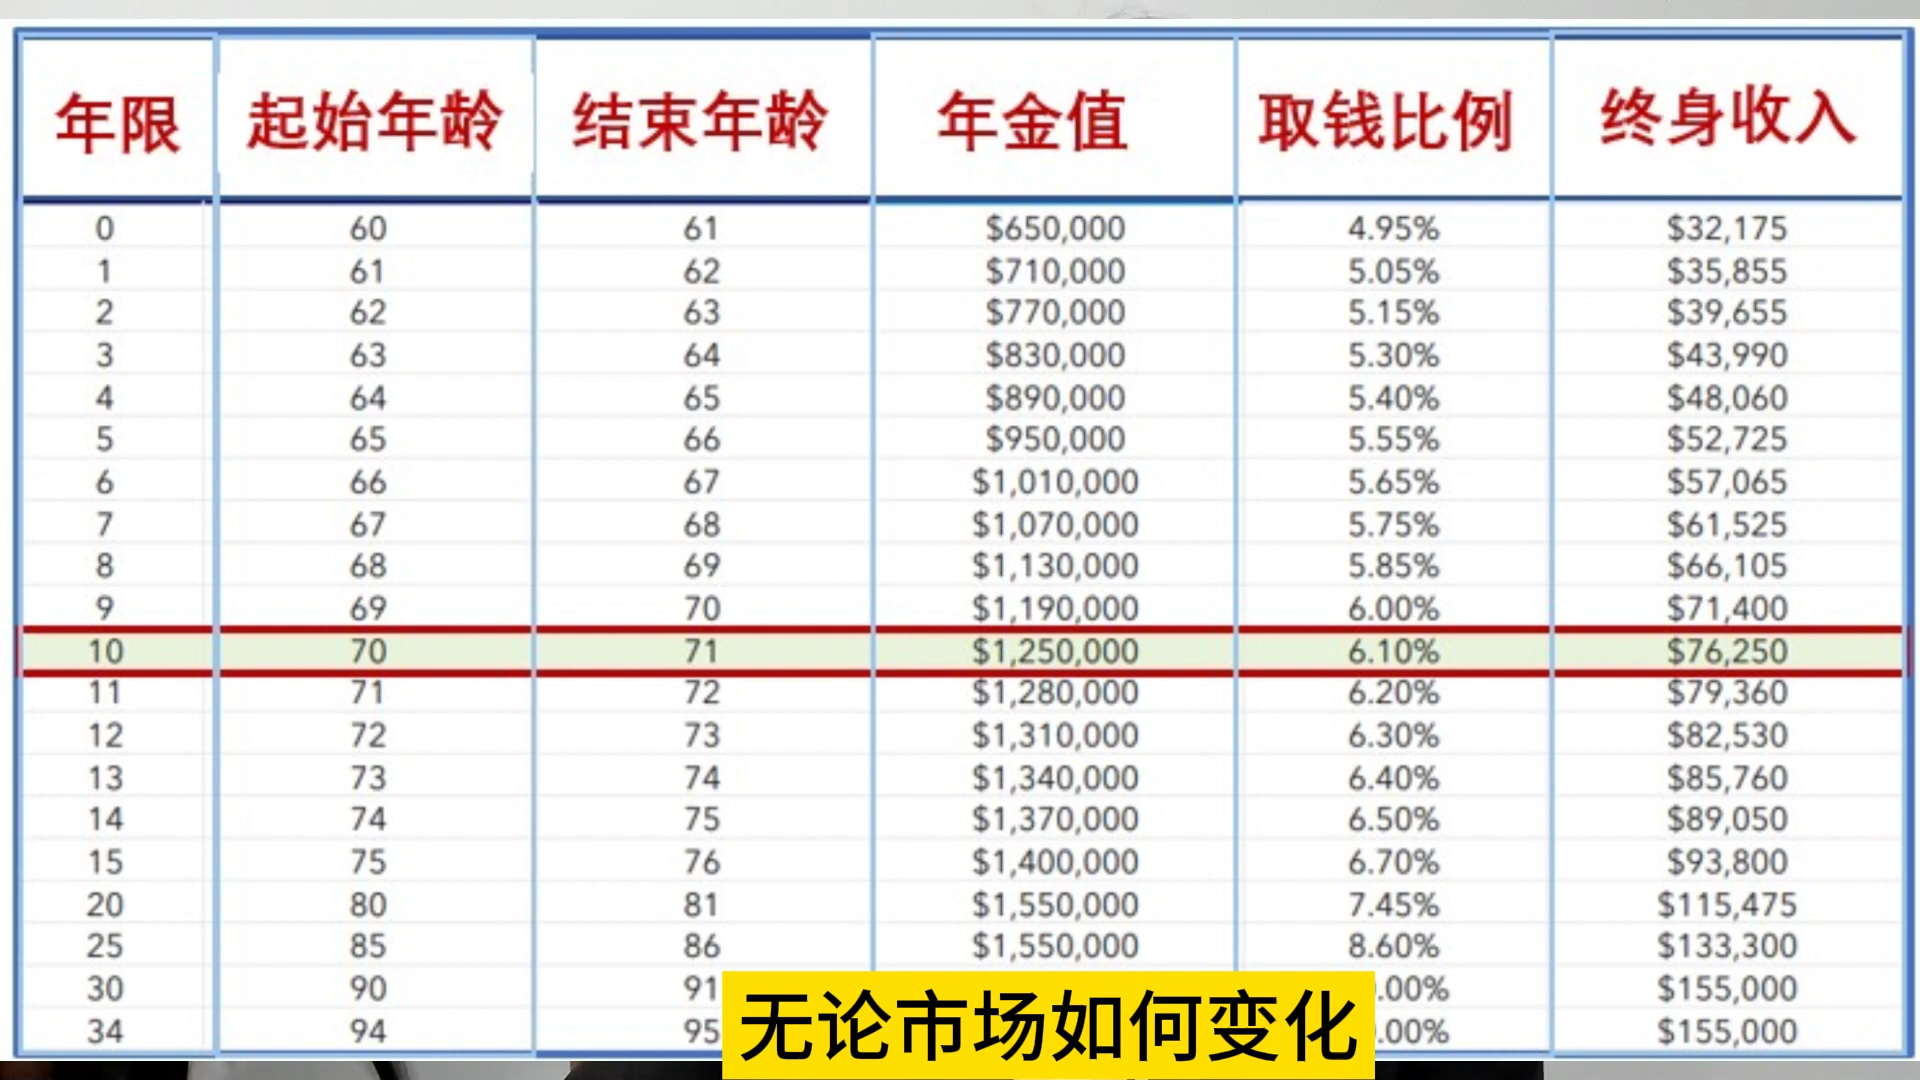 年限 起始年龄 结束年龄 年金值 取钱比例 终身收入
0 60 61 $650,000 4.95% $32,175
1 61 62 $710,000 5.05% $35,855
2 62 63 $770,000 5.15% $39,655
3 63 64 $830,000 5.30% $43,990
4 64 65 $890,000 5.40% $48,060
5 65 66 $950,000 5.55% $52,725
6 66 67 $1,010,000 5.65% $57,065
7 67 68 $1,070,000 5.75% $61,525
8 68 69 $1,130,000 5.85% $66,105
9 69 70 $1,190,000 6.00% $71,400
10 70 71 $1,250,000 6.10% $76,250
11 71 72 $1,280,000 6.20% $79,360
12 72 73 $1,310,000 6.30% $82,530
13 73 74 $1,340,000 6.40% $85,760
14 74 75 $1,370,000 6.50% $89,050
15 75 76 $1,400,000 6.70% $93,800
20 80 81 $1,550,000 7.45% $115,475
25 85 86 $1,550,000 8.60% $133,300
30 90 91 .00% $155,000
34 94 95 .00% $155,000
无论市场如何变化